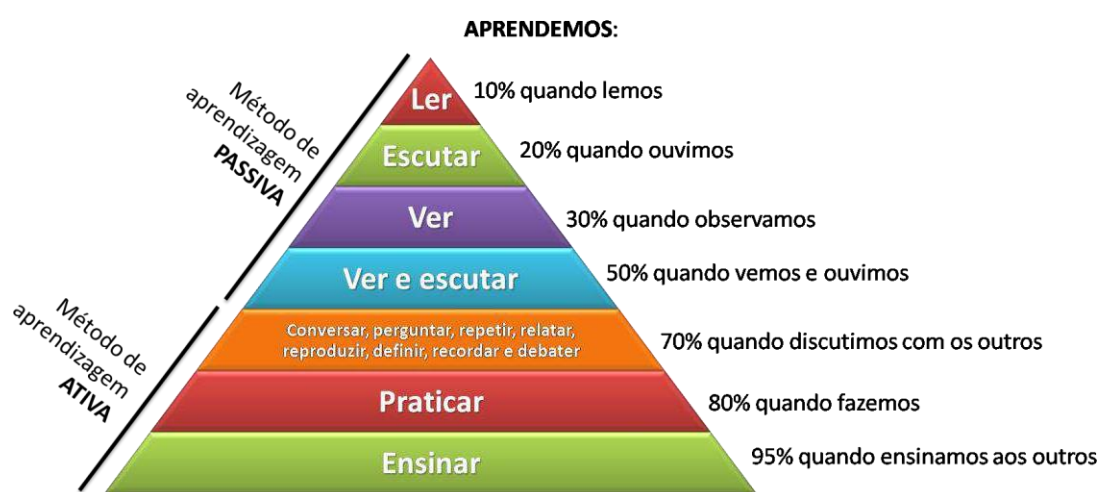 APRENDEMOS:
Método de
aprendizagem
PASSIVA
Ler
10% quando lemos
Escutar
20% quando ouvimos
Ver
30% quando observamos
Ver e escutar
50% quando vemos e ouvimos
Método de
aprendizagem
ATIVA
Conversar, perguntar, repetir, relatar,
reproduzir, definir, recordar e debater
70% quando discutimos com os outros
Praticar
80% quando fazemos
Ensinar
95% quando ensinamos aos outros